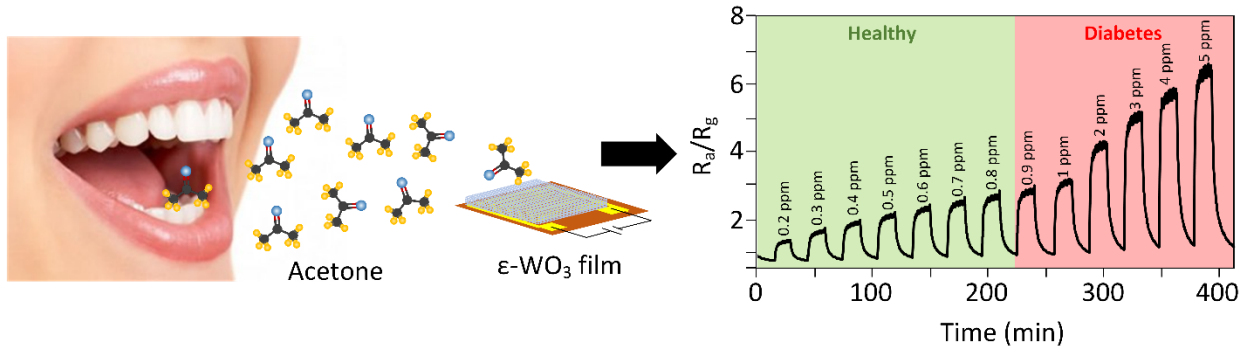 Acetone
ε-WO₃ film
Healthy
Diabetes
Rₐ/R_g
8
6
4
2
0.2 ppm
0.3 ppm
0.4 ppm
0.5 ppm
0.6 ppm
0.7 ppm
0.8 ppm
0.9 ppm
1 ppm
2 ppm
3 ppm
4 ppm
5 ppm
0
100
200
300
400
Time (min)